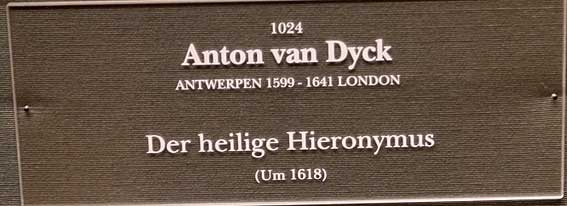 1024
Anton van Dyck
ANTWERPEN 1599 - 1641 LONDON
Der heilige Hieronymus
(Um 1618)